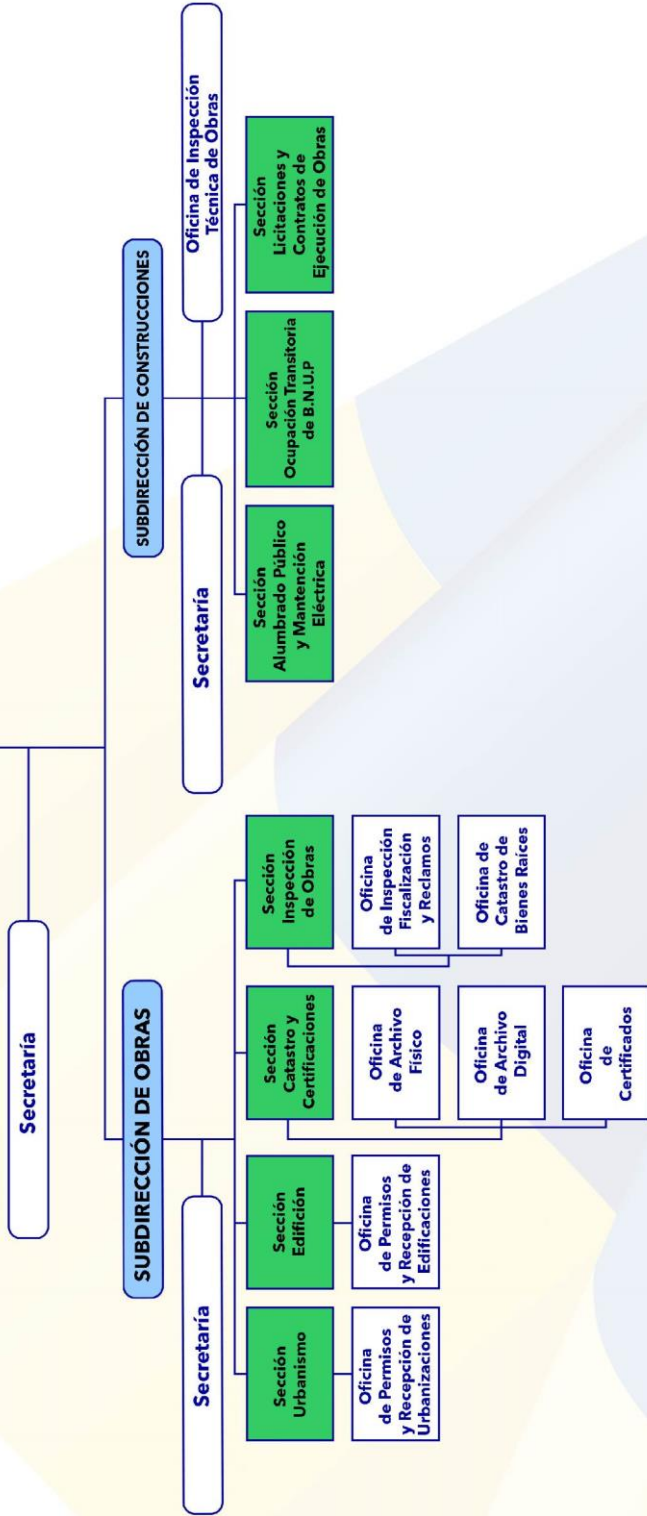 Secretaría
SUBDIRECCIÓN DE OBRAS
Secretaría
Sección
Urbanismo
Oficina
de Permisos
y Recepción de
Urbanizaciones
Sección
Edifición
Oficina
de Permisos
y Recepción de
Edificaciones
Sección
Catastro y
Certificaciones
Oficina
de Archivo
Físico
Oficina
de Archivo
Digital
Oficina
de
Certificados
Sección
Inspección
de Obras
Oficina
de Inspección
Fiscalización
y Reclamos
Oficina de
Catastro de
Bienes Raíces
SUBDIRECCIÓN DE CONSTRUCCIONES
Secretaría
Oficina de Inspección
Técnica de Obras
Sección
Alumbrado Público
y Mantención
Eléctrica
Sección
Ocupación Transitoria
de B.N.U.P
Sección
Licitaciones y
Contratos de
Ejecución de Obras